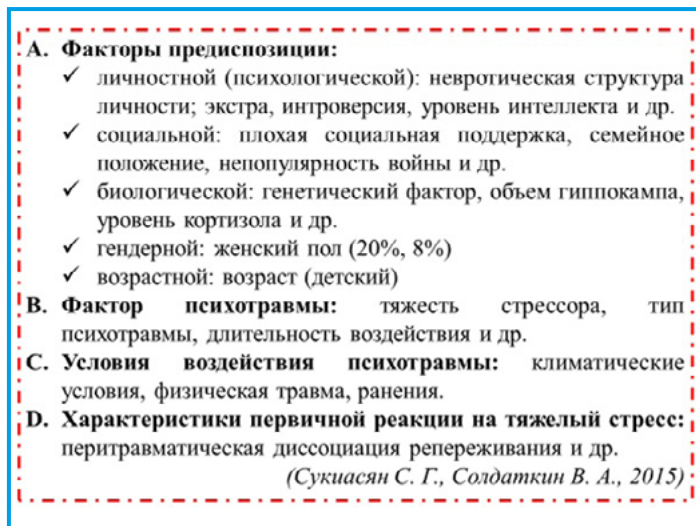 A. Факторы предиспозиции:
✓ личностной (психологической): невротическая структура
личности; экстра, интроверсия, уровень интеллекта и др.
✓ социальной: плохая социальная поддержка, семейное
положение, непопулярность войны и др.
✓ биологической: генетический фактор, объем гиппокампа,
уровень кортизола и др.
✓ гендерной: женский пол (20%, 8%)
✓ возрастной: возраст (детский)
B. Фактор психотравмы: тяжесть стрессора, тип
психотравмы, длительность воздействия и др.
C. Условия воздействия психотравмы: климатические
условия, физическая травма, ранения.
D. Характеристики первичной реакции на тяжелый стресс:
перитравматическая диссоциация репереживания и др.
(Сукиасян С. Г., Солдаткин В. А., 2015)